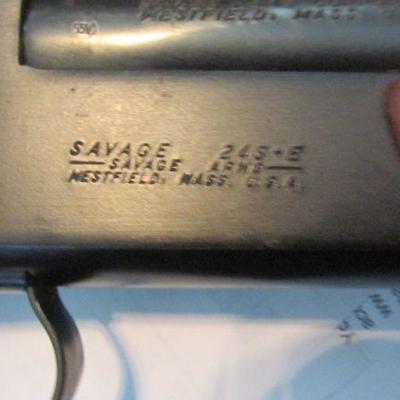 WESTFIELD, MASS.
SAVAGE 24S-E
SAVAGE ARMS
WESTFIELD, MASS. U.S.A.